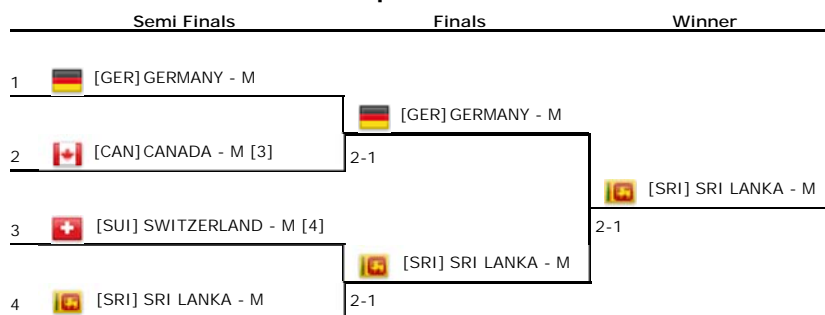 Semi Finals Finals Winner
1 [GER] GERMANY - M
[GER] GERMANY - M
2 [CAN] CANADA - M [3]
2-1
[SRI] SRI LANKA - M
3 [SUI] SWITZERLAND - M [4]
2-1
[SRI] SRI LANKA - M
4 [SRI] SRI LANKA - M
2-1